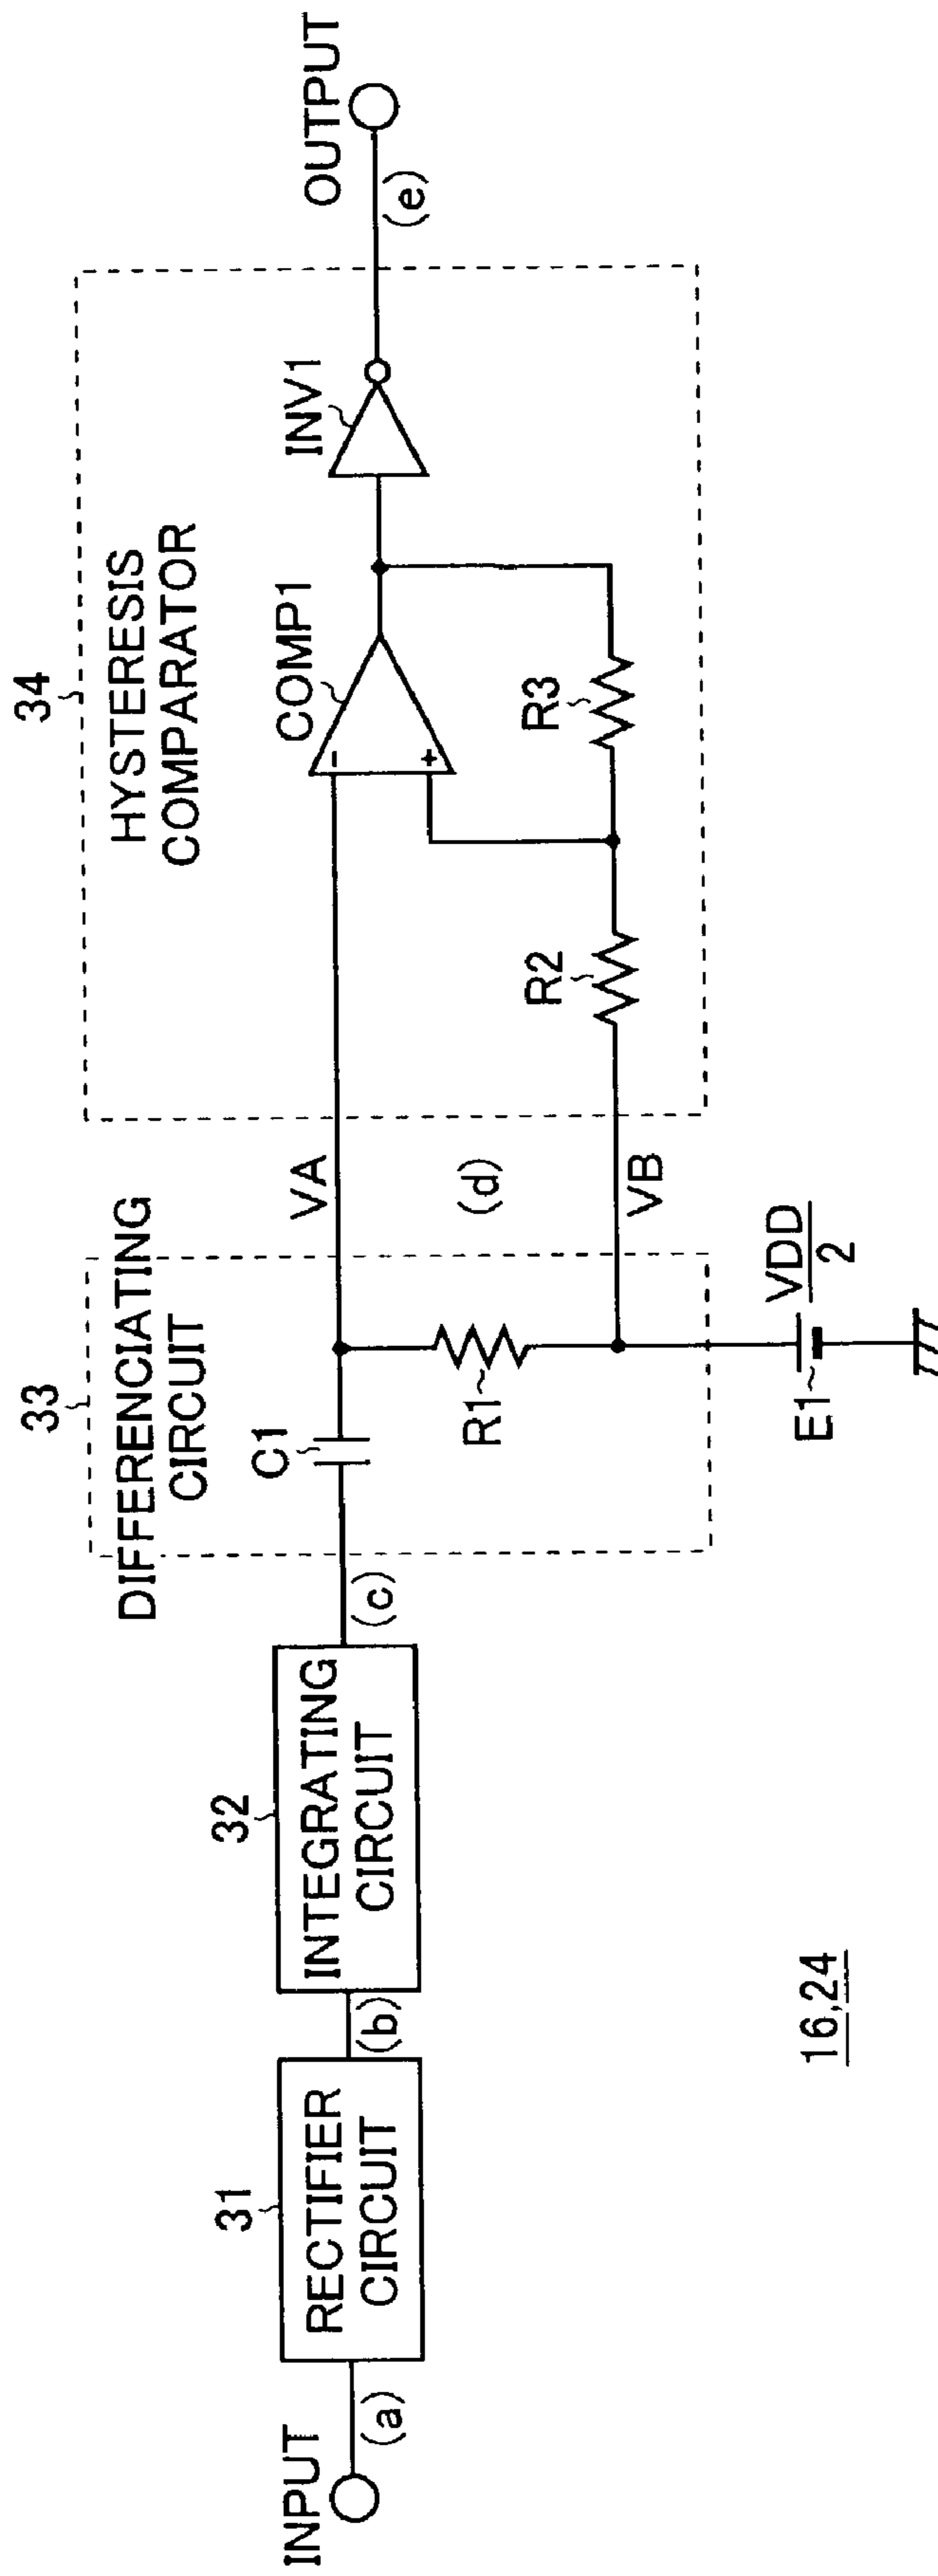 INPUT
(a)
31
RECTIFIER
CIRCUIT
(b)
32
INTEGRATING
CIRCUIT
(c)
33
DIFFERENCIATING
CIRCUIT
C1
R1
E1
VDD
2
VA
(d)
VB
34
HYSTERESIS
COMPARATOR
COMP1
-
+
R2
R3
INV1
(e)
OUTPUT
16,24